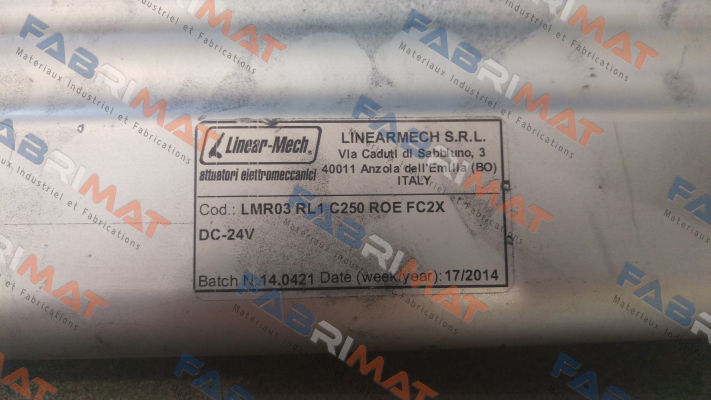 Linear-Mech®
attuatori elettromeccanici
LINEARMECH S.R.L.
Via Caduti di Sabbiuno, 3
40011 Anzola dell'Emilia (BO)
ITALY
Cod.: LMR03 RL1 C250 ROE FC2X
DC-24V
Batch N.14.0421 Date (week/year): 17/2014
FABRIMAT
Materiaux Industriel et Fabrications